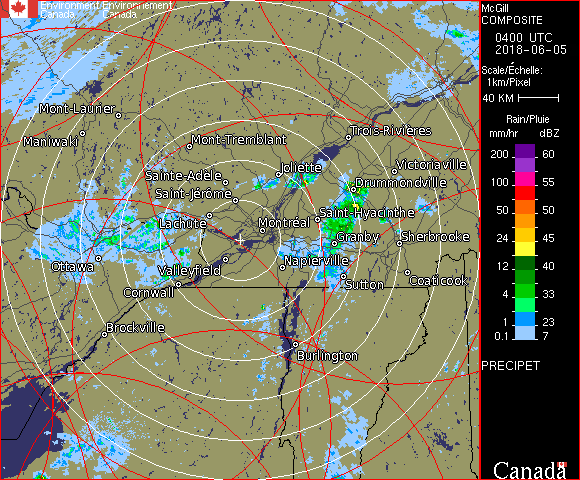 Environment Environnement
Canada Canada
McGill
COMPOSITE
0400 UTC
2018-06-05
Scale/Échelle:
1km/Pixel
40 KM
Rain/Pluie
mm/hr dBZ
200 60
100 55
50 50
24 45
12 40
4 33
1 23
0.1 7
PRECIPET
Canada
Mont-Laurier
Maniwaki
Mont-Tremblant
Trois-Rivières
Victoriaville
Joliette
Sainte-Adèle
Drummondville
Saint-Jérôme
Saint-Hyacinthe
Lachute
Montréal
Granby
Sherbrooke
Ottawa
Valleyfield
Napierville
Cornwall
Sutton
Coaticook
Brockville
Burlington